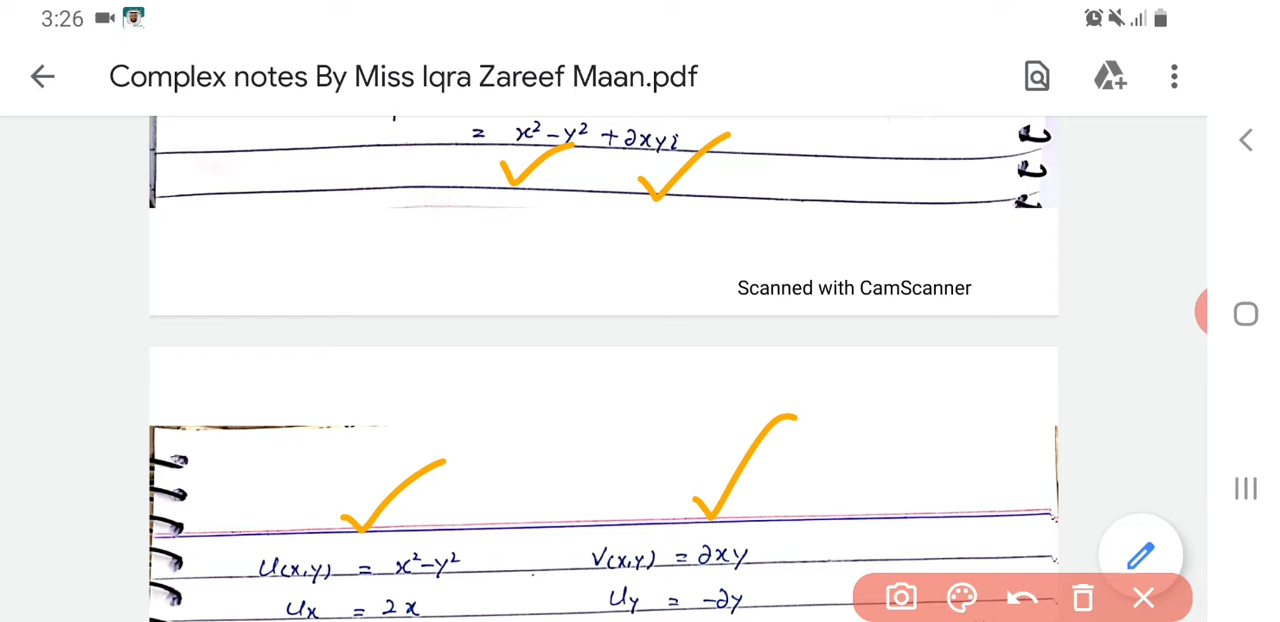 3:26
Complex notes By Miss Iqra Zareef Maan.pdf
= x² - y² + 2xyi
Scanned with CamScanner
U(x,y) = x² - y² V(x,y) = 2xy
Ux = 2x Uy = -2y